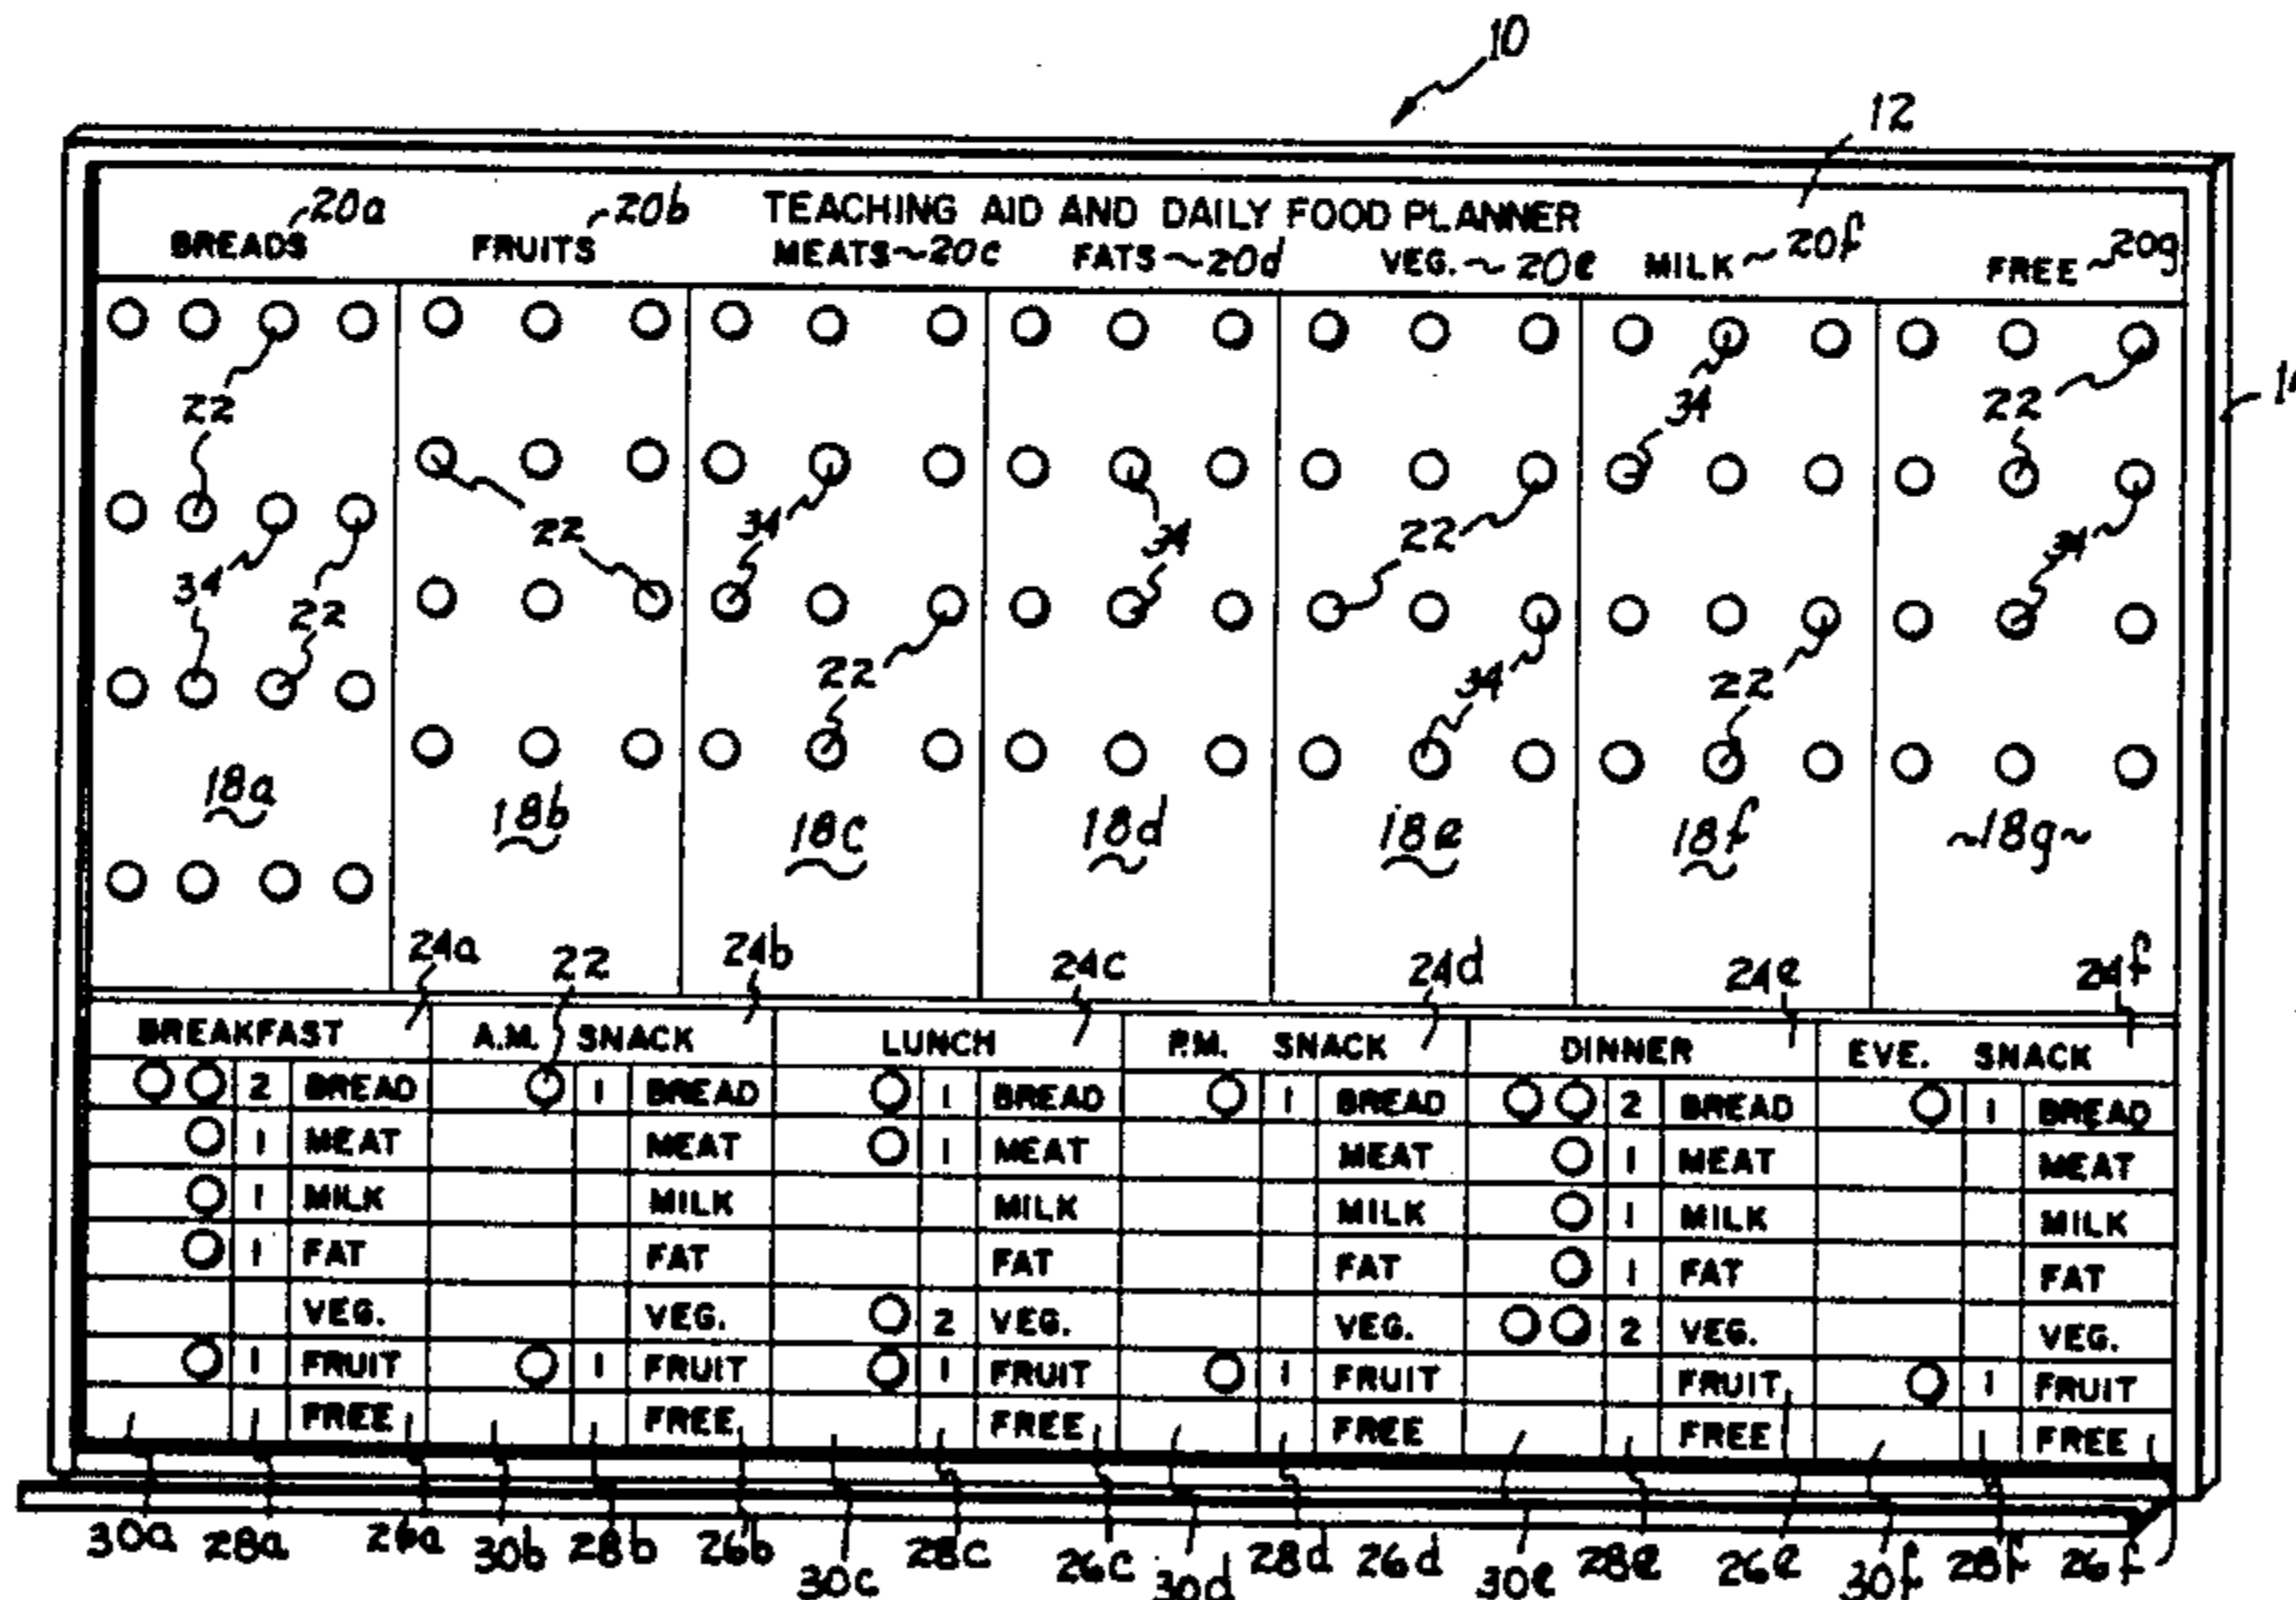 10
12
20a 20b TEACHING AID AND DAILY FOOD PLANNER
BREADS FRUITS MEATS~20c FATS~20d VEG.~20e MILK~20f FREE~20g
22 34 22
34 34 22 34
34 22
22 34 22
18a 18b 18c 18d 18e 18f ~18g~
24a 22 24b 24c 24d 24e 24f
BREAKFAST A.M. SNACK LUNCH P.M. SNACK DINNER EVE. SNACK
2 BREAD 1 BREAD 1 BREAD 1 BREAD 2 BREAD 1 BREAD
1 MEAT MEAT 1 MEAT MEAT 1 MEAT MEAT
1 MILK MILK MILK MILK 1 MILK MILK
1 FAT FAT FAT FAT 1 FAT FAT
VEG. VEG. 2 VEG. VEG. 2 VEG. VEG.
1 FRUIT 1 FRUIT 1 FRUIT 1 FRUIT FRUIT 1 FRUIT
FREE FREE FREE FREE FREE FREE
30a 28a 26a 30b 28b 26b 30c 28c 26c 30d 28d 26d 30e 28e 26e 30f 28f 26f